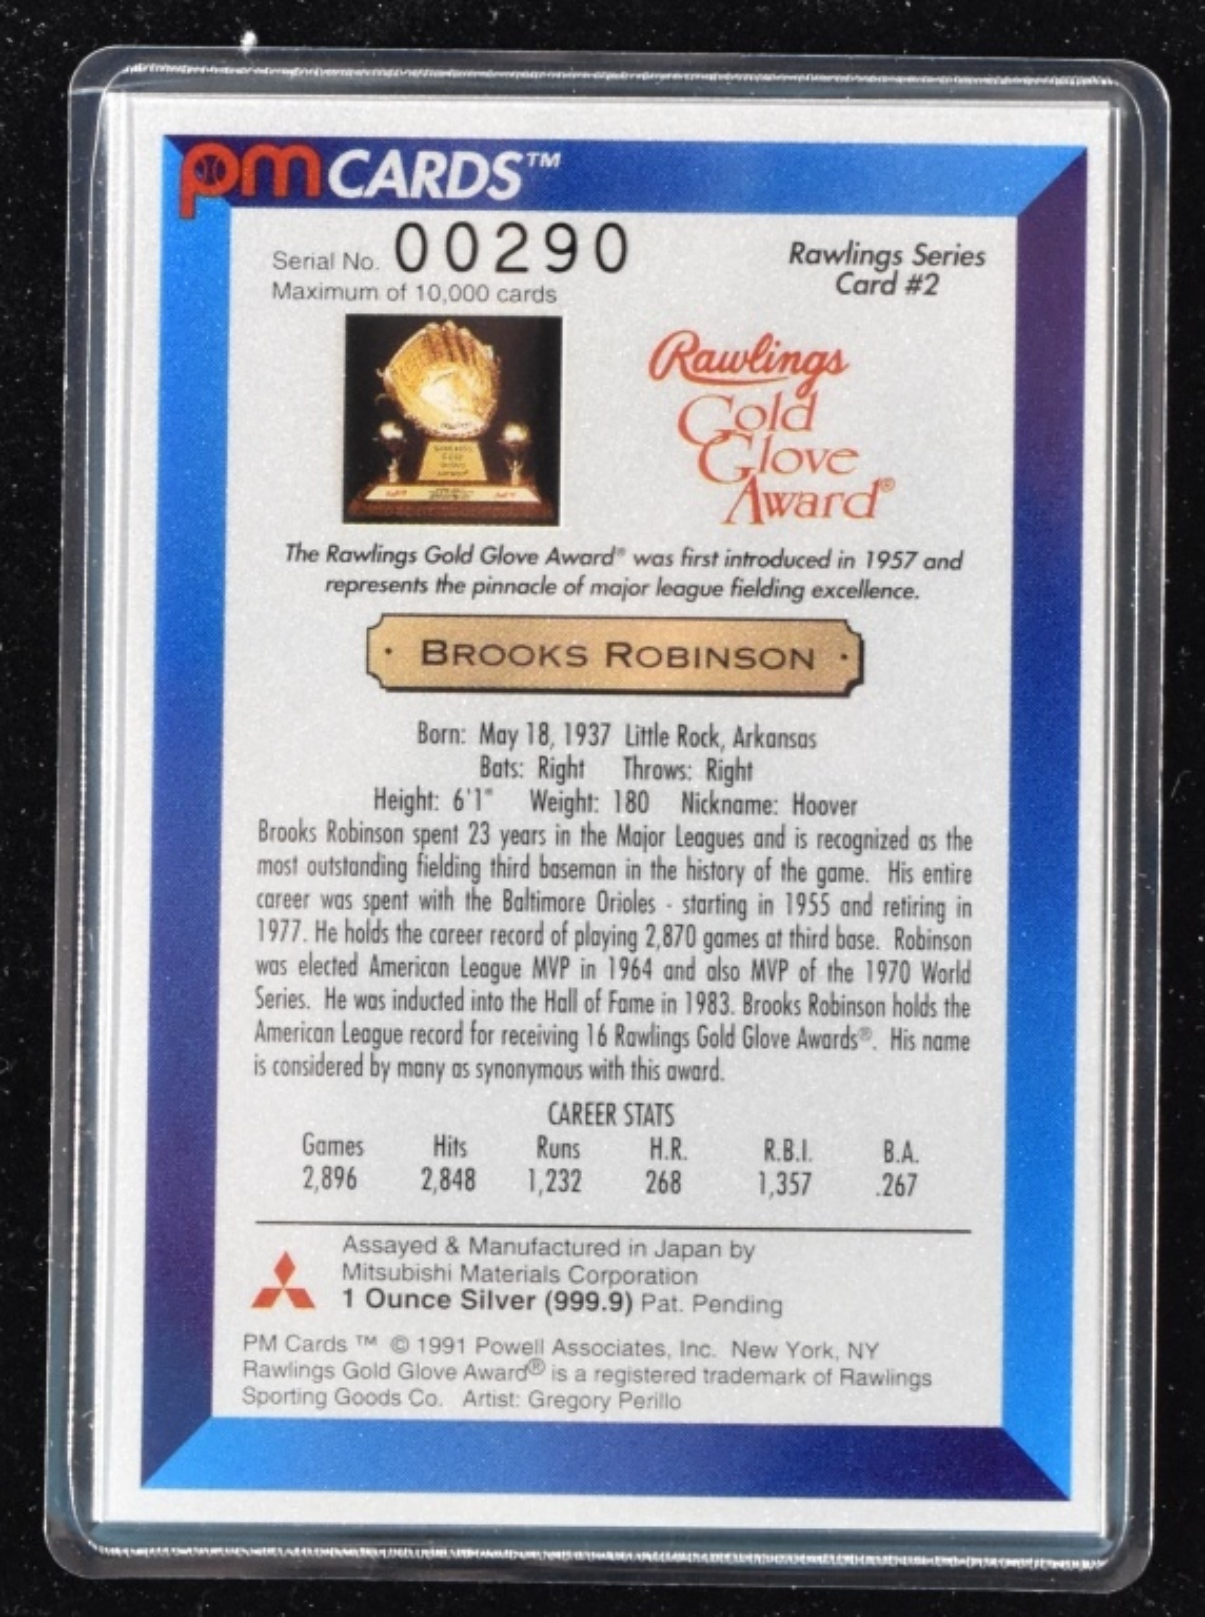 pm CARDS™
Serial No. 00290
Maximum of 10,000 cards
Rawlings Series
Card #2
Rawlings
Gold
Glove
Award®
The Rawlings Gold Glove Award® was first introduced in 1957 and
represents the pinnacle of major league fielding excellence.
· BROOKS ROBINSON ·
Born: May 18, 1937 Little Rock, Arkansas
Bats: Right Throws: Right
Height: 6'1" Weight: 180 Nickname: Hoover
Brooks Robinson spent 23 years in the Major Leagues and is recognized as the
most outstanding fielding third baseman in the history of the game. His entire
career was spent with the Baltimore Orioles - starting in 1955 and retiring in
1977. He holds the career record of playing 2,870 games at third base. Robinson
was elected American League MVP in 1964 and also MVP of the 1970 World
Series. He was inducted into the Hall of Fame in 1983. Brooks Robinson holds the
American League record for receiving 16 Rawlings Gold Glove Awards®. His name
is considered by many as synonymous with this award.
CAREER STATS
Games Hits Runs H.R. R.B.I. B.A.
2,896 2,848 1,232 268 1,357 .267
Assayed & Manufactured in Japan by
Mitsubishi Materials Corporation
1 Ounce Silver (999.9) Pat. Pending
PM Cards ™ © 1991 Powell Associates, Inc. New York, NY
Rawlings Gold Glove Award® is a registered trademark of Rawlings
Sporting Goods Co. Artist: Gregory Perillo